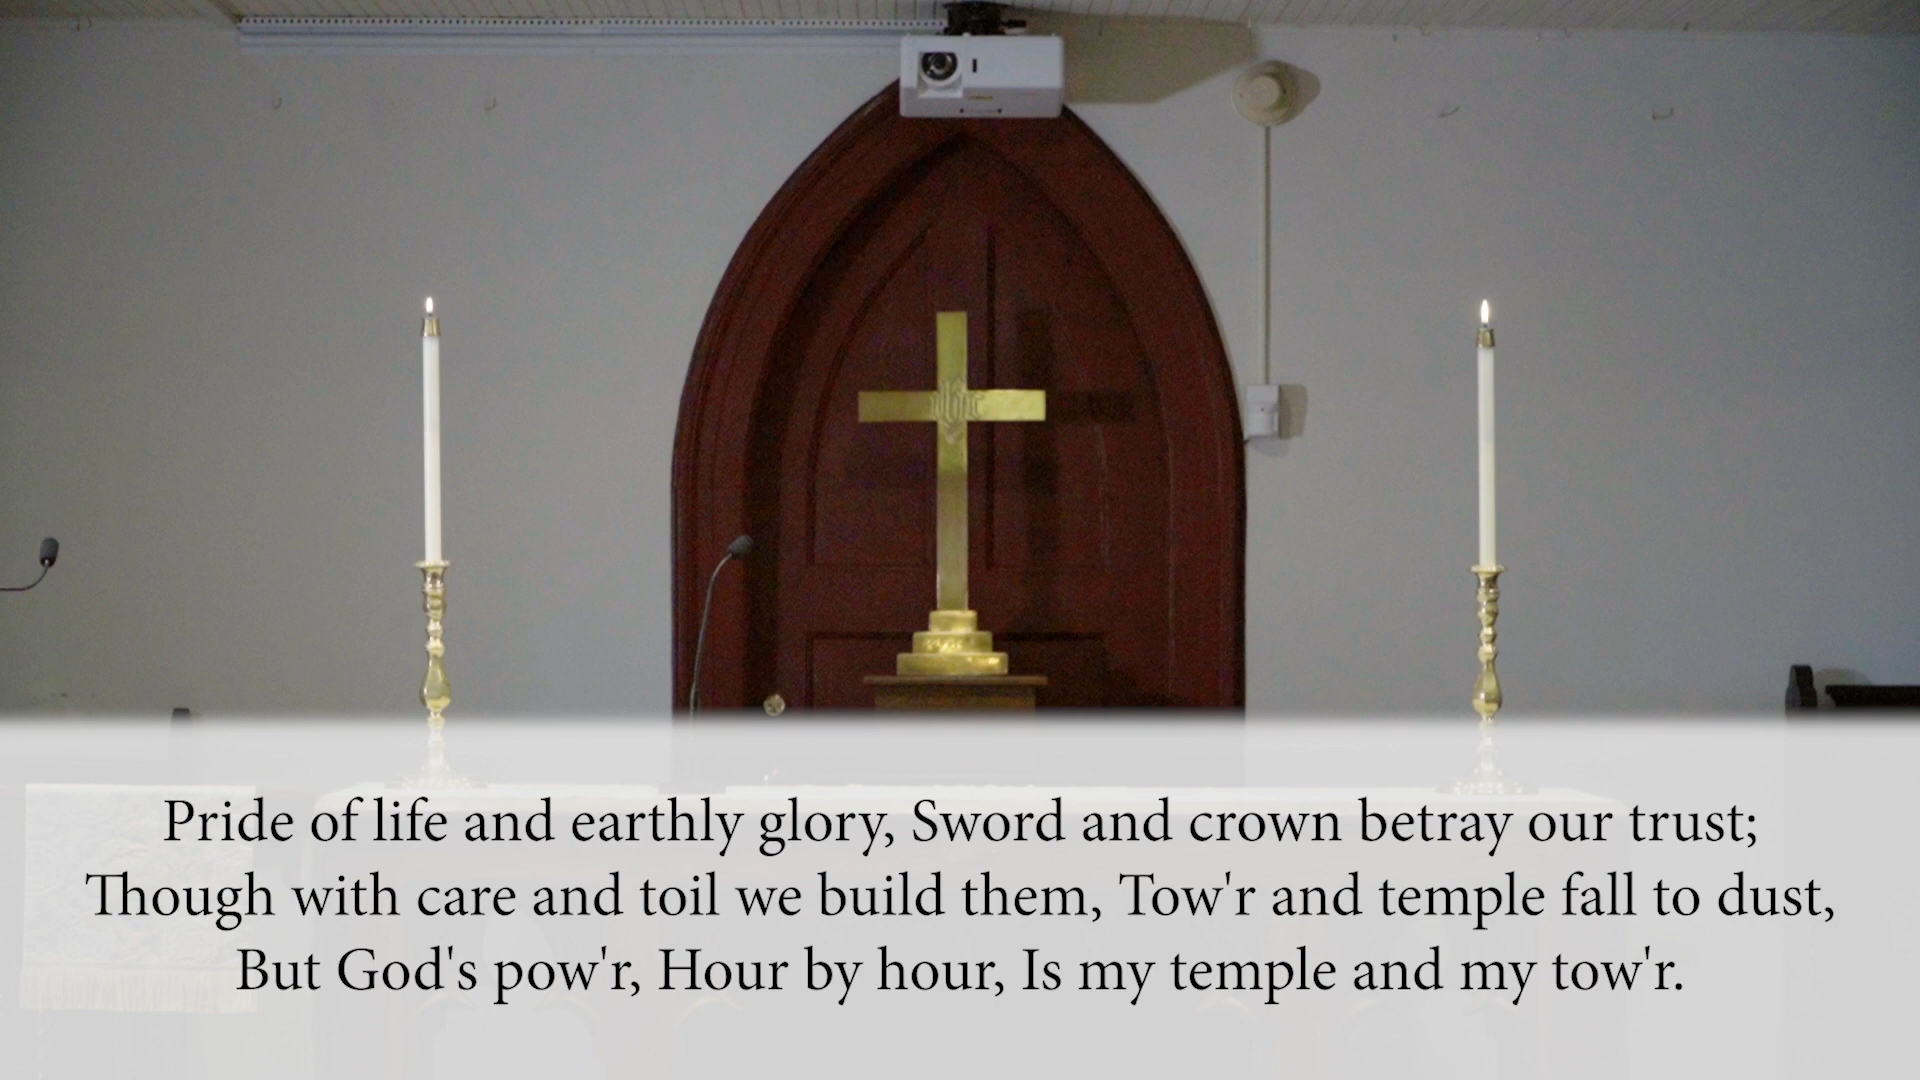 Pride of life and earthly glory, Sword and crown betray our trust;
Though with care and toil we build them, Tow'r and temple fall to dust,
But God's pow'r, Hour by hour, Is my temple and my tow'r.